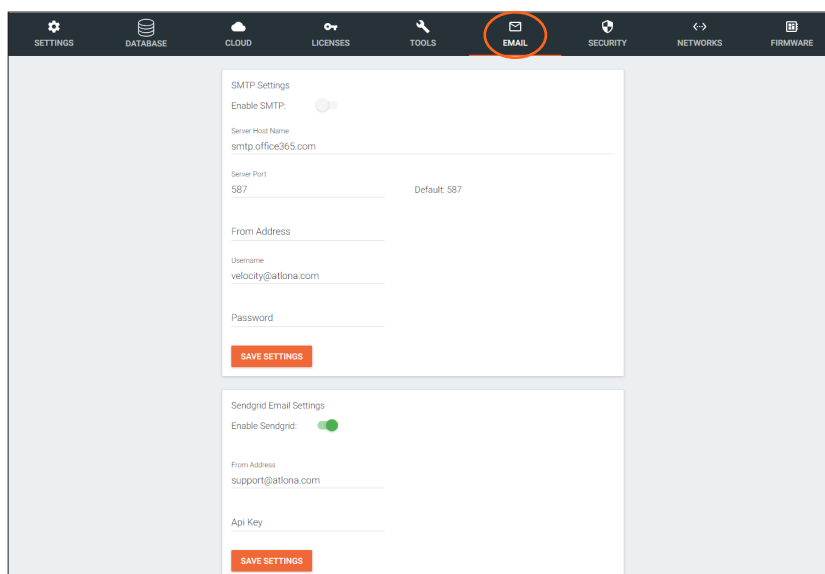 SETTINGS DATABASE CLOUD LICENSES TOOLS EMAIL SECURITY NETWORKS FIRMWARE
SMTP Settings
Enable SMTP:
Server Host Name
smtp.office365.com
Server Port
587 Default: 587
From Address
Username
velocity@atlona.com
Password
SAVE SETTINGS
Sendgrid Email Settings
Enable Sendgrid:
From Address
support@atlona.com
Api Key
SAVE SETTINGS